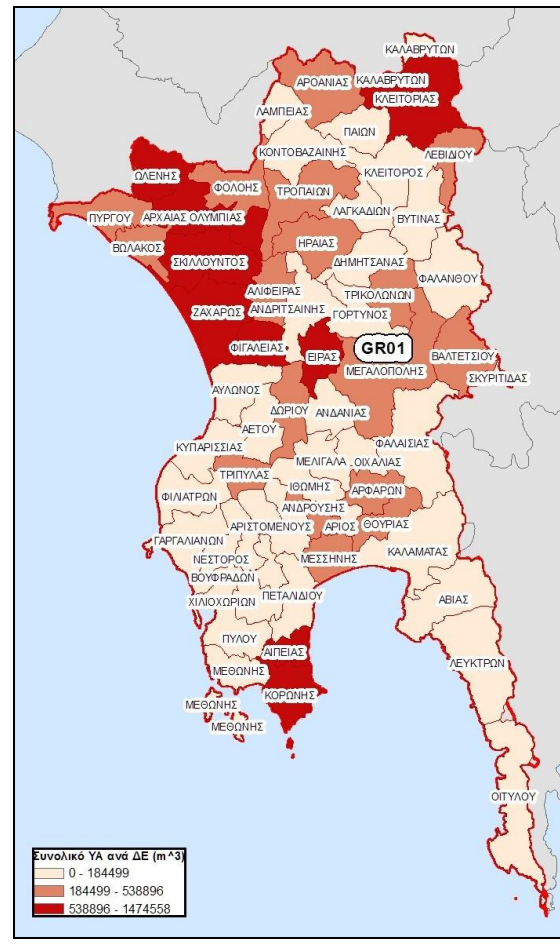 ΚΑΛΑΒΡΥΤΩΝ
ΑΡΟΑΝΙΑΣ
ΚΑΛΑΒΡΥΤΩΝ
ΚΛΕΙΤΟΡΙΑΣ
ΛΑΜΠΕΙΑΣ
ΠΑΙΩΝ
ΚΟΝΤΟΒΑΖΑΙΝΗΣ
ΛΕΒΙΔΙΟΥ
ΩΛΕΝΗΣ
ΚΛΕΙΤΟΡΟΣ
ΦΟΛΟΗΣ
ΤΡΟΠΑΙΩΝ
ΛΑΓΚΑΔΙΩΝ
ΠΥΡΓΟΥ
ΑΡΧΑΙΑΣ ΟΛΥΜΠΙΑΣ
ΒΥΤΙΝΑΣ
ΒΩΛΑΚΟΣ
ΗΡΑΙΑΣ
ΣΚΙΛΛΟΥΝΤΟΣ
ΔΗΜΗΤΣΑΝΑΣ
ΦΑΛΑΝΘΟΥ
ΑΛΙΦΕΙΡΑΣ
ΤΡΙΚΟΛΩΝΩΝ
ΖΑΧΑΡΩΣ
ΑΝΔΡΙΤΣΑΙΝΗΣ
ΓΟΡΤΥΝΟΣ
ΦΙΓΑΛΕΙΑΣ
ΕΙΡΑΣ
GR01
ΒΑΛΤΕΤΣΙΟΥ
ΜΕΓΑΛΟΠΟΛΗΣ
ΣΚΥΡΙΤΙΔΑΣ
ΑΥΛΩΝΟΣ
ΔΩΡΙΟΥ
ΑΝΔΑΝΙΑΣ
ΑΕΤΟΥ
ΚΥΠΑΡΙΣΣΙΑΣ
ΦΑΛΑΙΣΙΑΣ
ΜΕΛΙΓΑΛΑ
ΟΙΧΑΛΙΑΣ
ΤΡΙΠΥΛΑΣ
ΙΘΩΜΗΣ
ΑΡΦΑΡΩΝ
ΦΙΛΙΑΤΡΩΝ
ΑΝΔΡΟΥΣΗΣ
ΑΡΙΣΤΟΜΕΝΟΥΣ
ΑΡΙΟΣ
ΘΟΥΡΙΑΣ
ΓΑΡΓΑΛΙΑΝΩΝ
ΜΕΣΣΗΝΗΣ
ΚΑΛΑΜΑΤΑΣ
ΝΕΣΤΟΡΟΣ
ΒΟΥΦΡΑΔΩΝ
ΧΙΛΙΟΧΩΡΙΩΝ
ΠΕΤΑΛΙΔΙΟΥ
ΑΒΙΑΣ
ΠΥΛΟΥ
ΑΙΠΕΙΑΣ
ΛΕΥΚΤΡΩΝ
ΜΕΘΩΝΗΣ
ΚΟΡΩΝΗΣ
ΜΕΘΩΝΗΣ
ΜΕΘΩΝΗΣ
ΟΙΤΥΛΟΥ
Συνολικό ΥΑ ανά ΔΕ (m^3)
0 - 184499
184499 - 538896
538896 - 1474558